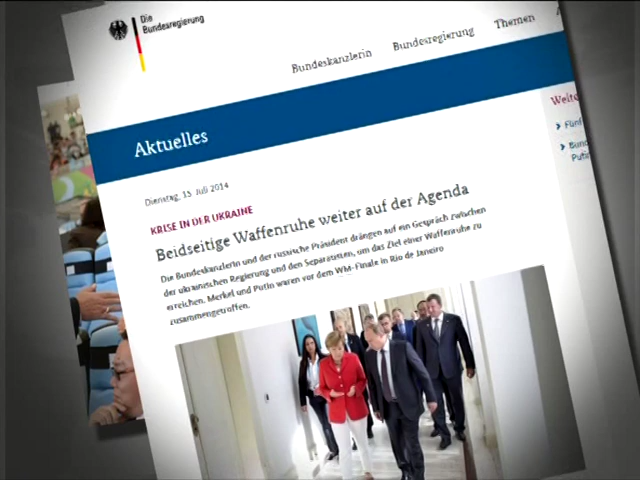 Die
Bundesregierung
Bundeskanzlerin Bundesregierung Themen
Aktuelles
Dienstag, 15. Juli 2014
KRISE IN DER UKRAINE
Beidseitige Waffenruhe weiter auf der Agenda
Die Bundeskanzlerin und der russische Präsident drängen auf ein Gespräch zwischen
der ukrainischen Regierung und den Separatisten, um das Ziel einer Waffenruhe zu
erreichen. Merkel und Putin waren vor dem WM-Finale in Rio de Janeiro
zusammengetroffen.